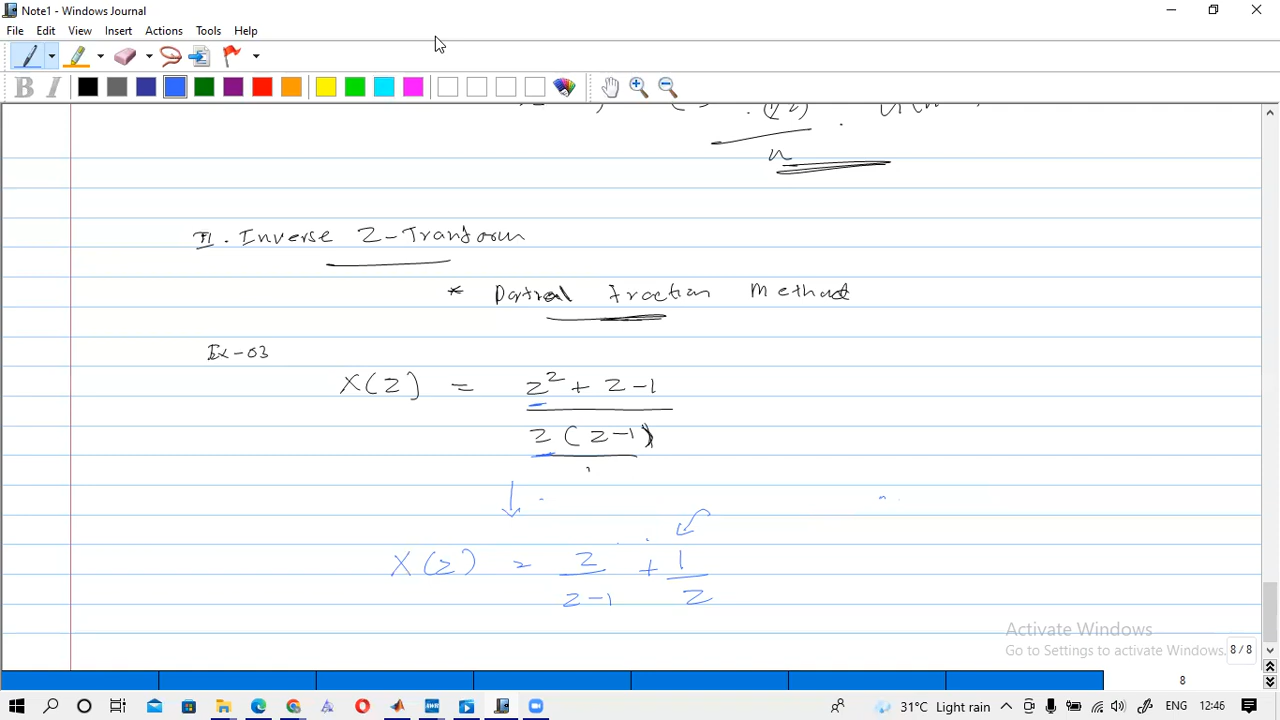 Note1 - Windows Journal
File Edit View Insert Actions Tools Help
B I
II. Inverse Z-Tranform
* Partial fraction Method
Ex-03
X(Z) = z² + z - 1
z (z-1)
X(z) = z + 1
z-1 z
Activate Windows
Go to Settings to activate Windows.
8/8
8
31°C Light rain ENG 12:46